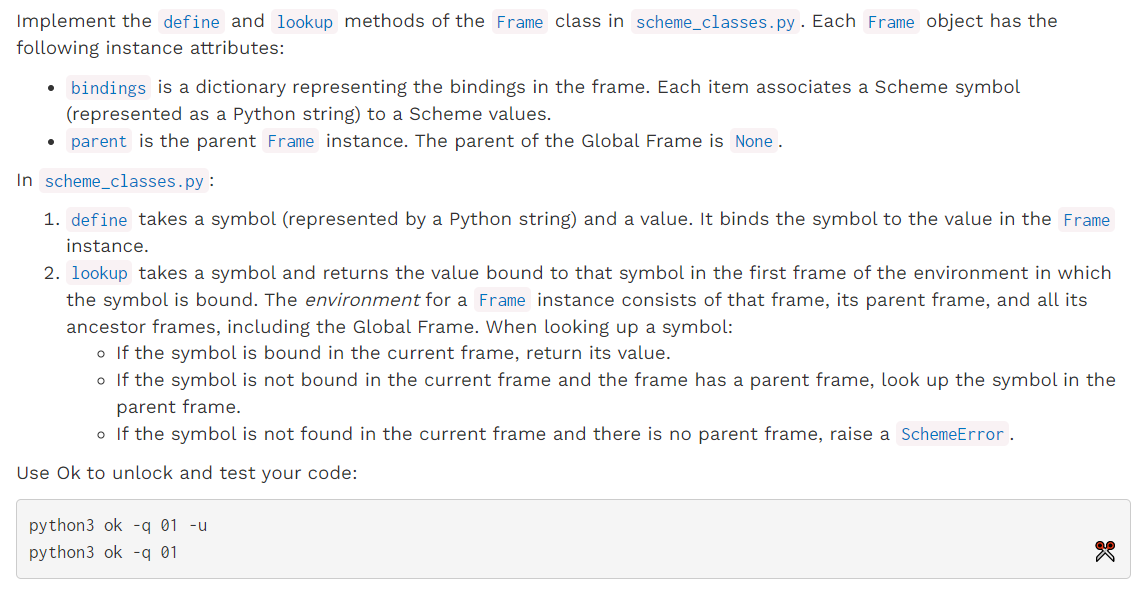 Implement the define and lookup methods of the Frame class in scheme_classes.py. Each Frame object has the
following instance attributes:
• bindings is a dictionary representing the bindings in the frame. Each item associates a Scheme symbol
(represented as a Python string) to a Scheme values.
• parent is the parent Frame instance. The parent of the Global Frame is None.
In scheme_classes.py:
1. define takes a symbol (represented by a Python string) and a value. It binds the symbol to the value in the Frame
instance.
2. lookup takes a symbol and returns the value bound to that symbol in the first frame of the environment in which
the symbol is bound. The environment for a Frame instance consists of that frame, its parent frame, and all its
ancestor frames, including the Global Frame. When looking up a symbol:
◦ If the symbol is bound in the current frame, return its value.
◦ If the symbol is not bound in the current frame and the frame has a parent frame, look up the symbol in the
parent frame.
◦ If the symbol is not found in the current frame and there is no parent frame, raise a SchemeError.
Use Ok to unlock and test your code:
python3 ok -q 01 -u
python3 ok -q 01